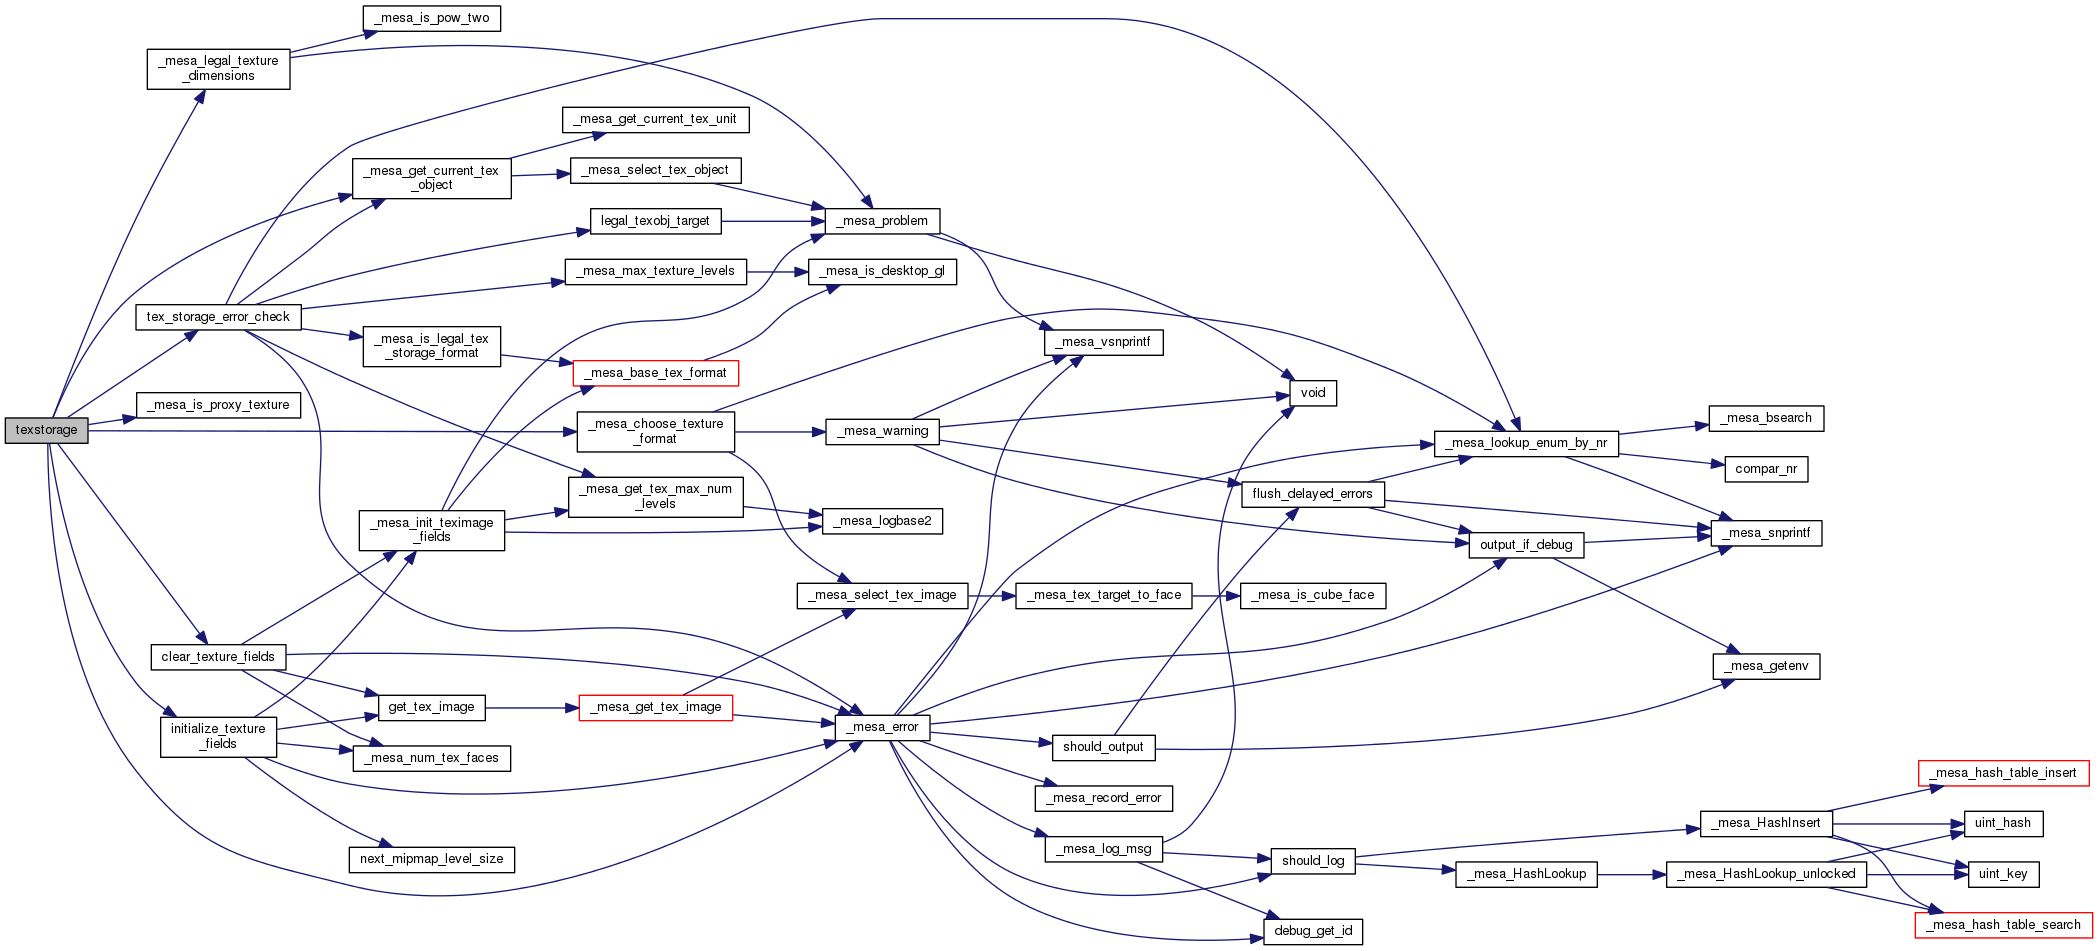 _mesa_is_pow_two
_mesa_legal_texture
_dimensions
_mesa_get_current_tex_unit
_mesa_get_current_tex
_object
_mesa_select_tex_object
legal_texobj_target
_mesa_problem
_mesa_max_texture_levels
_mesa_is_desktop_gl
tex_storage_error_check
_mesa_is_legal_tex
_storage_format
_mesa_vsnprintf
_mesa_base_tex_format
void
_mesa_is_proxy_texture
texstorage
_mesa_choose_texture
_format
_mesa_warning
_mesa_lookup_enum_by_nr
_mesa_bsearch
compar_nr
_mesa_get_tex_max_num
_levels
flush_delayed_errors
_mesa_init_teximage
_fields
_mesa_logbase2
_mesa_snprintf
output_if_debug
_mesa_select_tex_image
_mesa_tex_target_to_face
_mesa_is_cube_face
clear_texture_fields
_mesa_getenv
get_tex_image
_mesa_get_tex_image
initialize_texture
_fields
_mesa_error
should_output
_mesa_num_tex_faces
_mesa_hash_table_insert
_mesa_record_error
_mesa_HashInsert
uint_hash
_mesa_log_msg
next_mipmap_level_size
should_log
_mesa_HashLookup
_mesa_HashLookup_unlocked
uint_key
_mesa_hash_table_search
debug_get_id